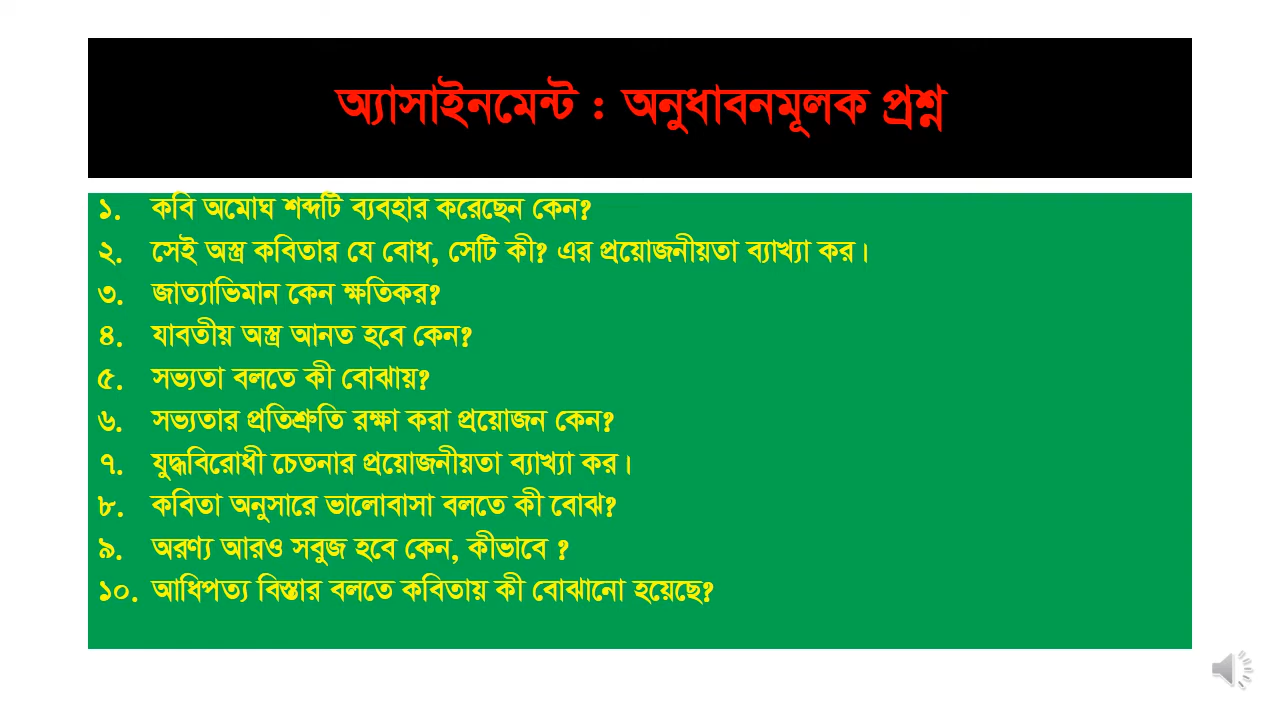 অ্যাসাইনমেন্ট : অনুধাবনমূলক প্রশ্ন
১. কবি অমোঘ শব্দটি ব্যবহার করেছেন কেন?
২. সেই অস্ত্র কবিতার যে বোধ, সেটি কী? এর প্রয়োজনীয়তা ব্যাখ্যা কর।
৩. জাত্যাভিমান কেন ক্ষতিকর?
৪. যাবতীয় অস্ত্র আনত হবে কেন?
৫. সভ্যতা বলতে কী বোঝায়?
৬. সভ্যতার প্রতিশ্রুতি রক্ষা করা প্রয়োজন কেন?
৭. যুদ্ধবিরোধী চেতনার প্রয়োজনীয়তা ব্যাখ্যা কর।
৮. কবিতা অনুসারে ভালোবাসা বলতে কী বোঝ?
৯. অরণ্য আরও সবুজ হবে কেন, কীভাবে ?
১০. আধিপত্য বিস্তার বলতে কবিতায় কী বোঝানো হয়েছে?